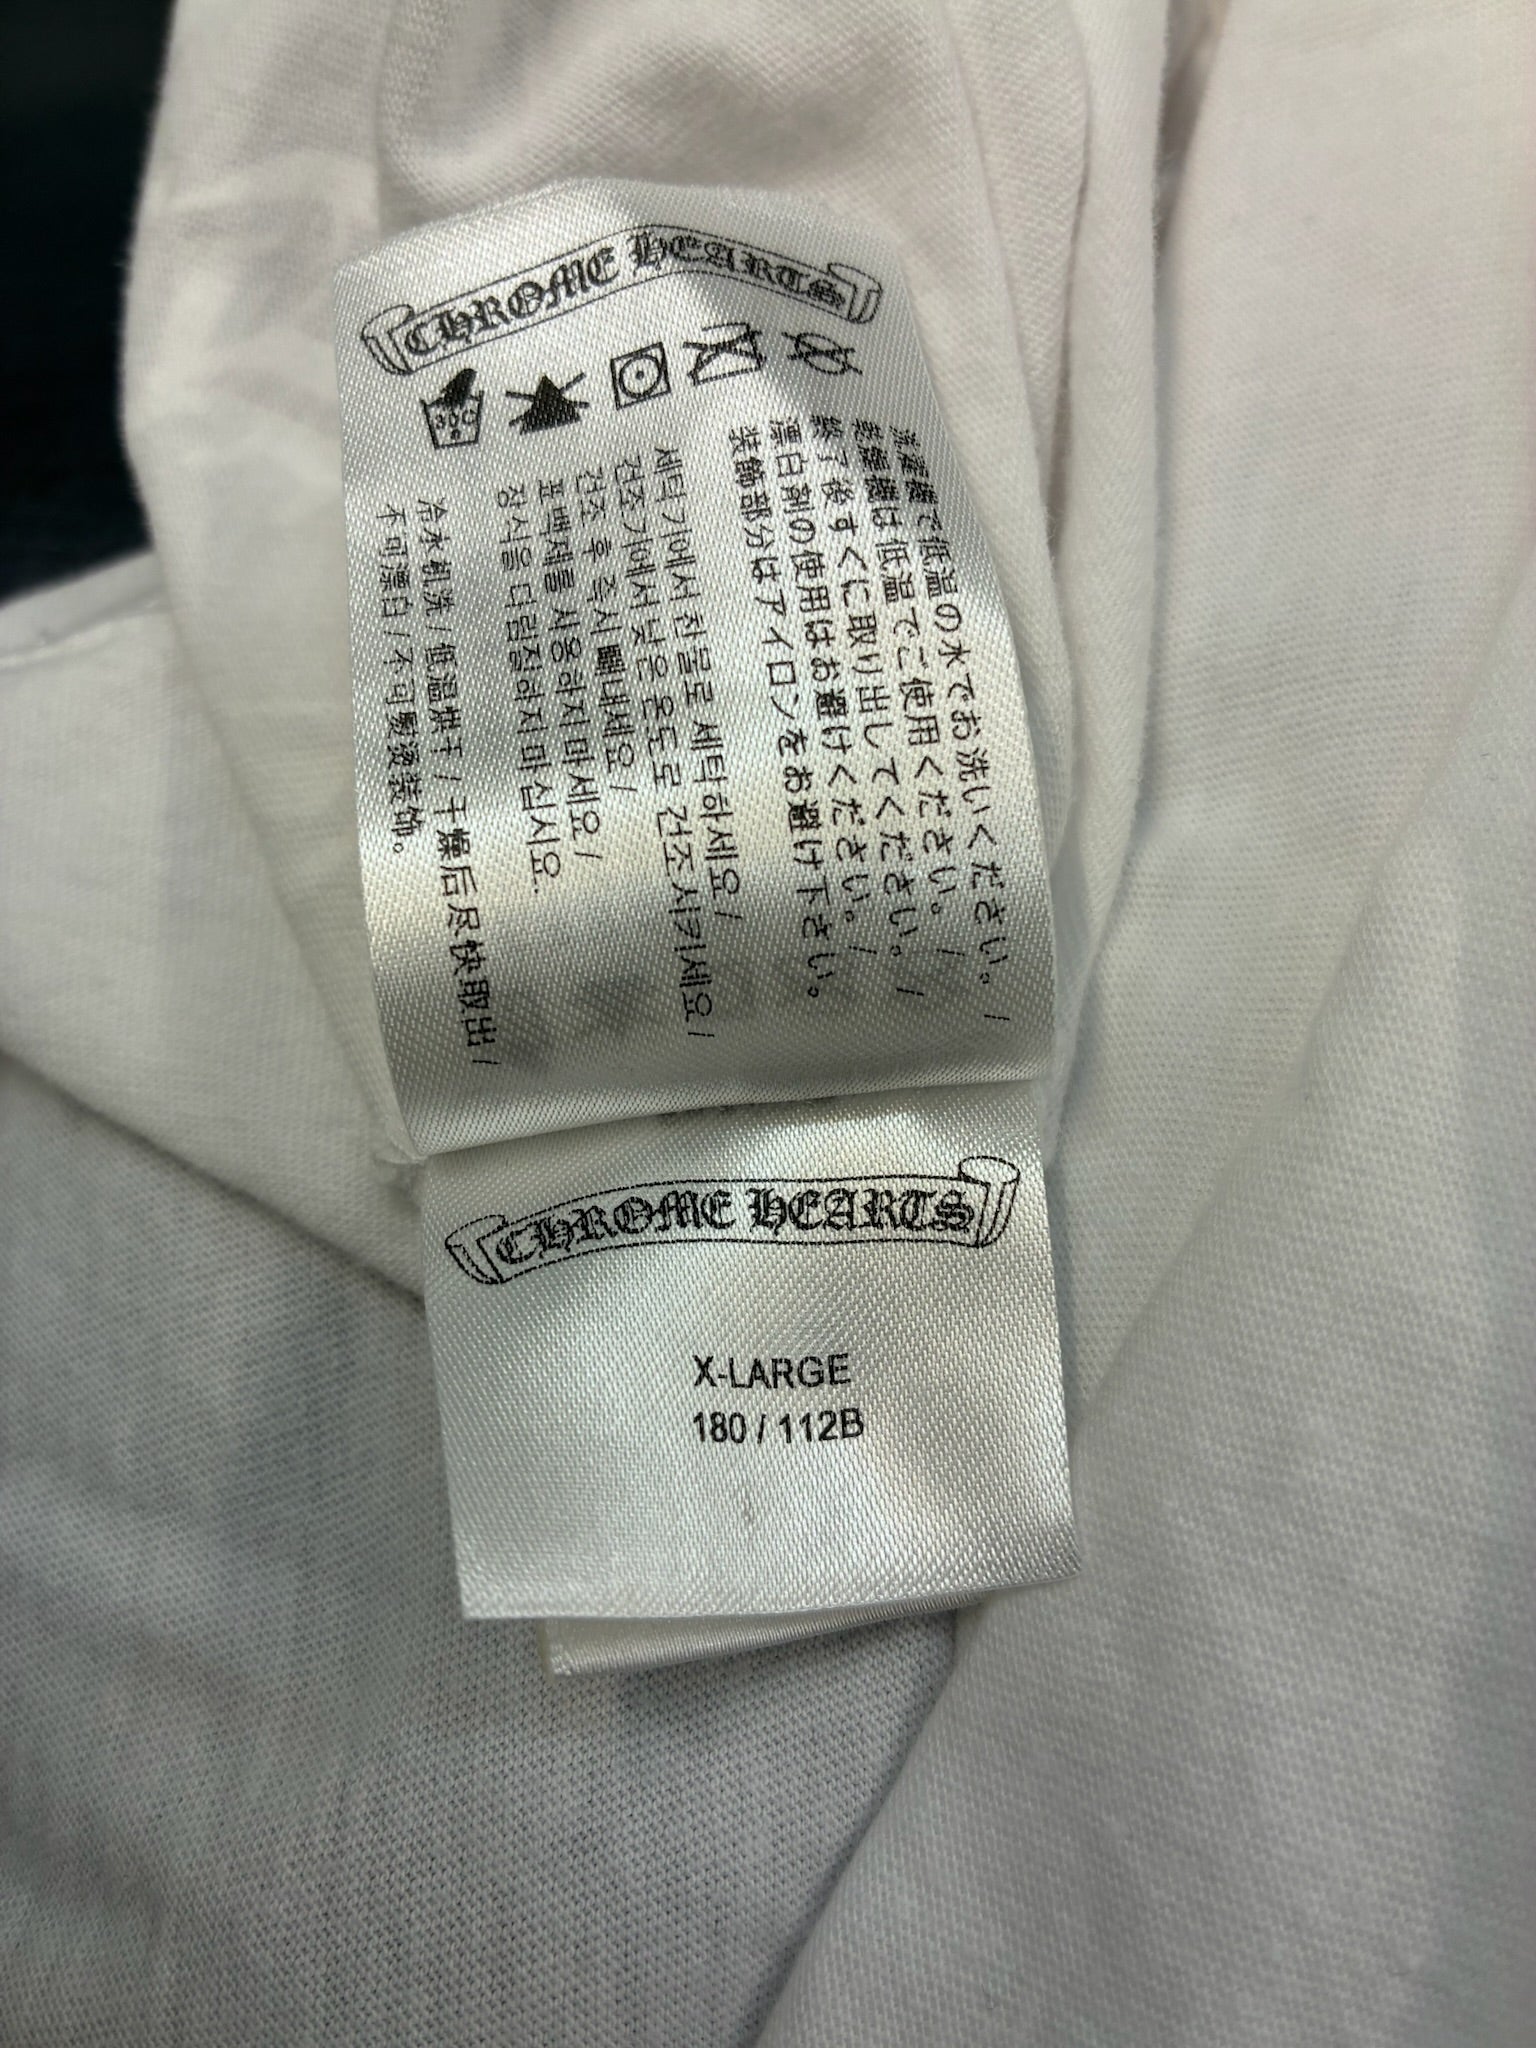 CHROME HEARTS
30C
洗濯機で低温の水でお洗いください。/
乾燥機は低温でご使用ください。/
終了後すぐに取り出してください。/
漂白剤の使用はお避けください。/
装飾部分はアイロンをお避け下さい。
세탁기에서 찬물로 세탁하세요/
건조기에서 낮은 온도로 건조시키세요/
건조 후 즉시 빼내세요/
표백제를 사용하지 마세요/
장식을 다림질하지 마십시요.
冷水机洗/低温烘干/干燥后尽快取出/
不可漂白/不可熨烫装饰。
CHROME HEARTS
X-LARGE
180 / 112B